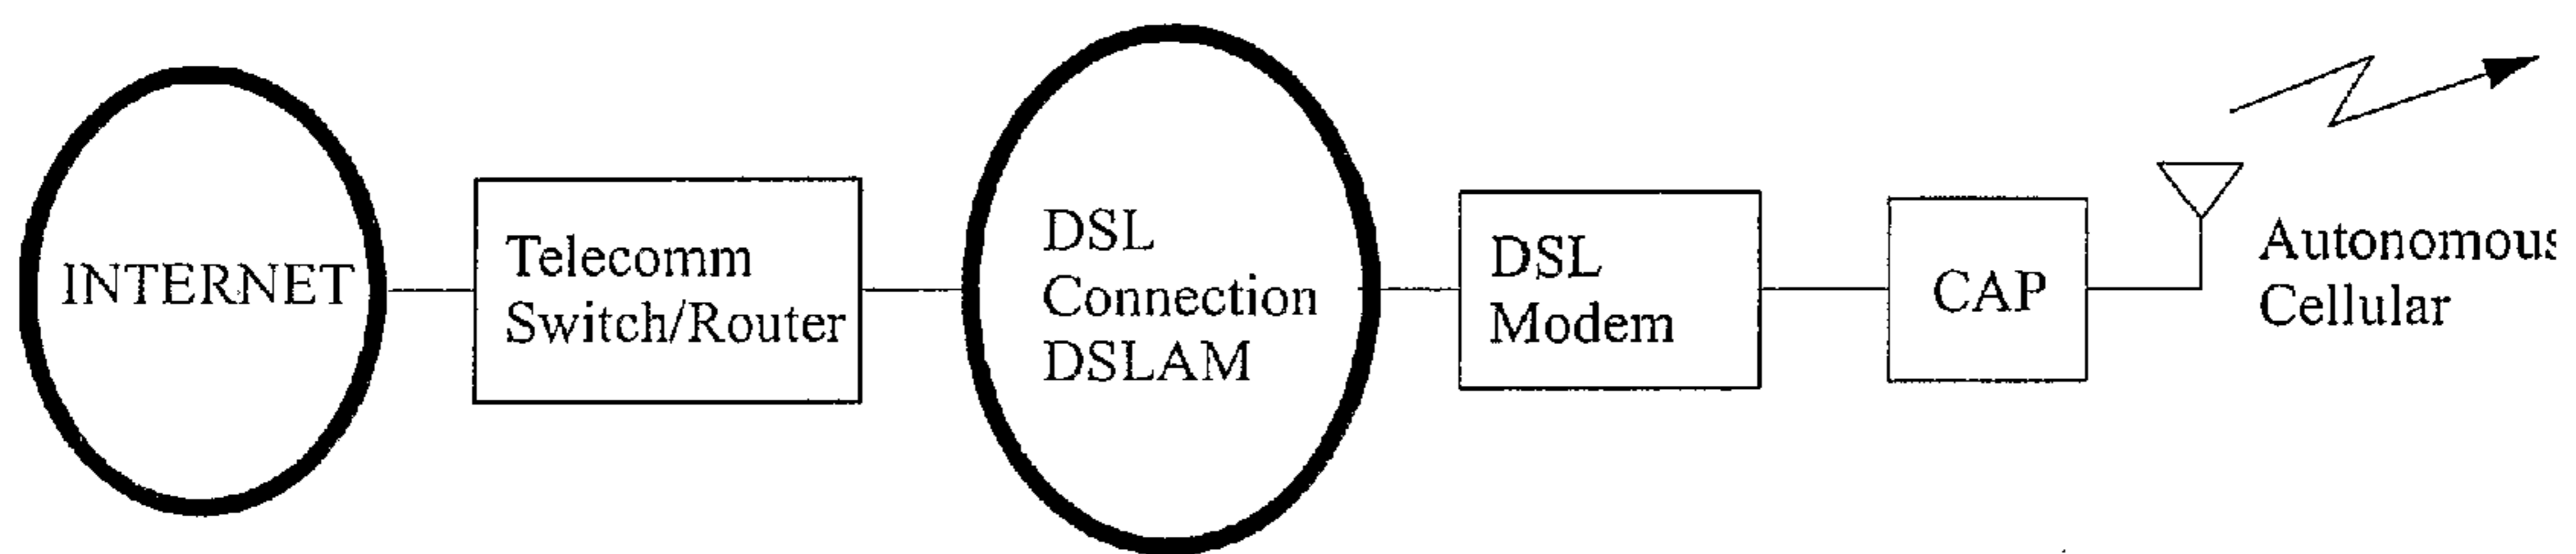 INTERNET
Telecomm
Switch/Router
DSL
Connection
DSLAM
DSL
Modem
CAP
Autonomous
Cellular